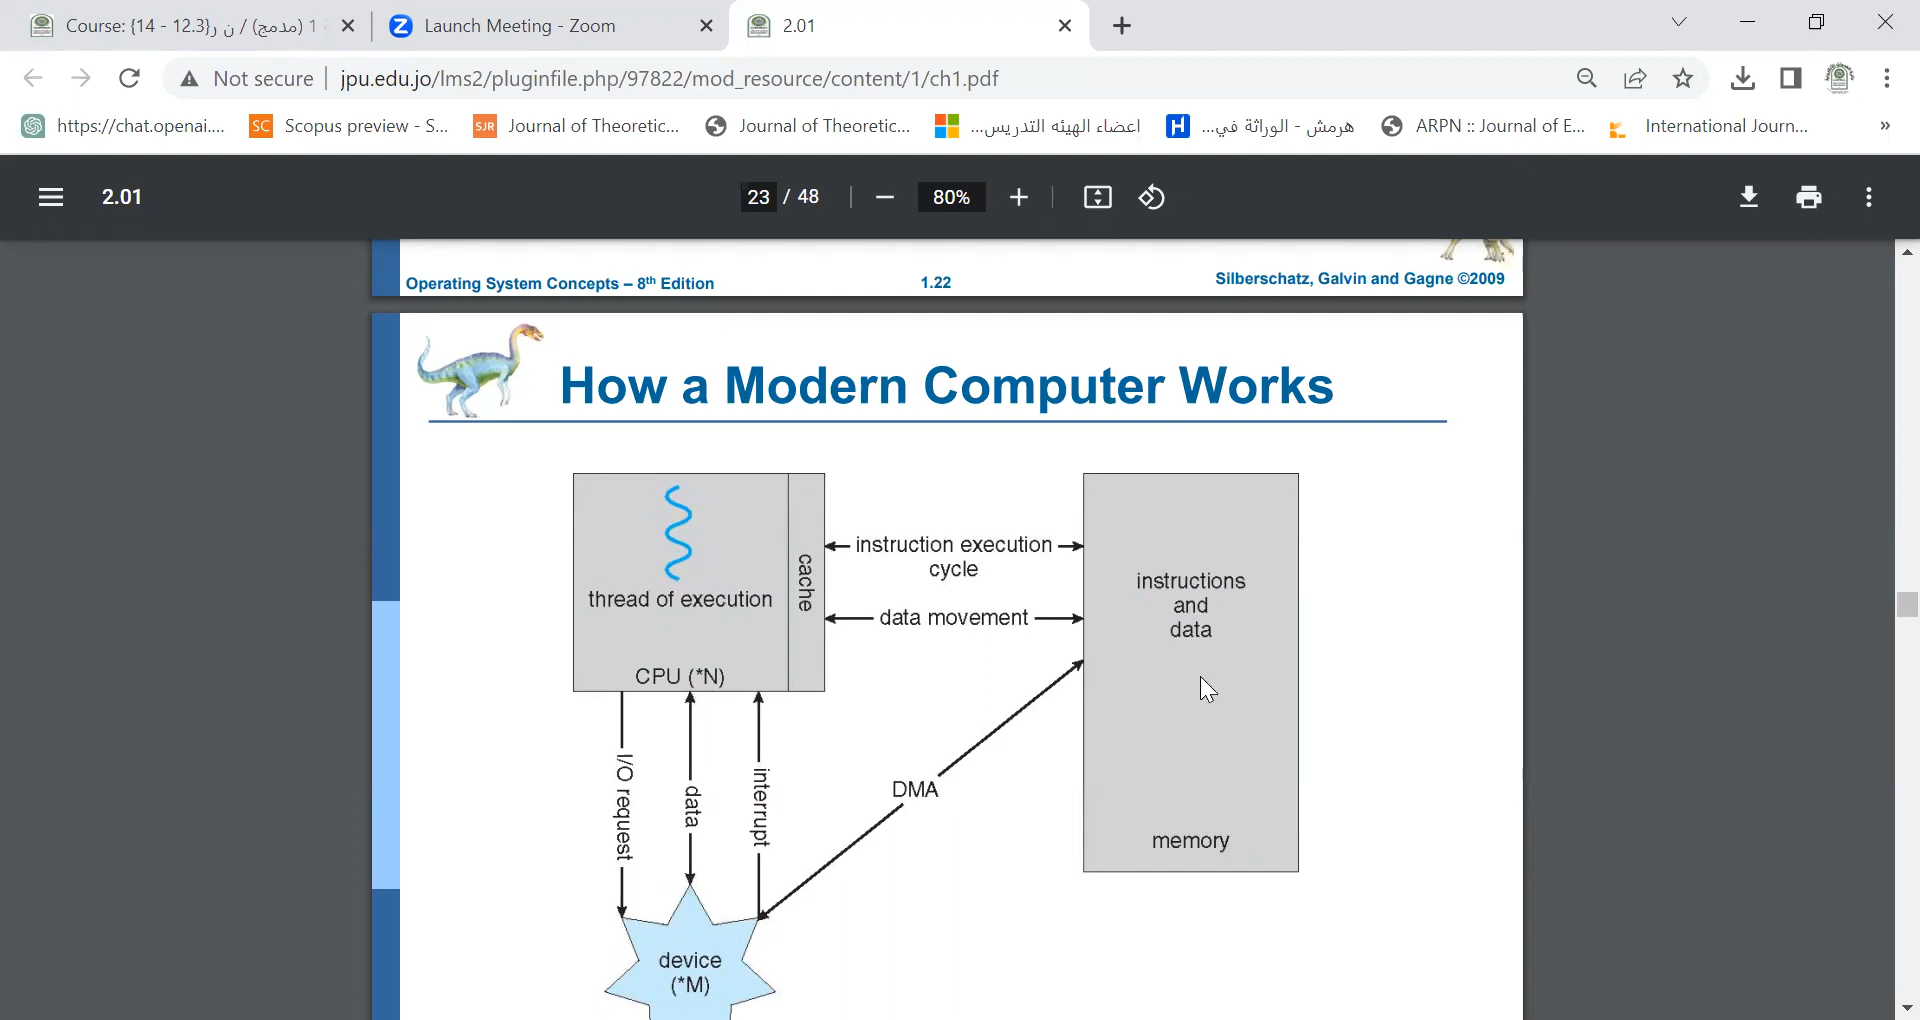 Course: {14 - 12.3}ر ن / (مدمج) 1
Launch Meeting - Zoom
2.01
Not secure
jpu.edu.jo/lms2/pluginfile.php/97822/mod_resource/content/1/ch1.pdf
https://chat.openai....
SC Scopus preview - S...
SJR Journal of Theoretic...
Journal of Theoretic...
اعضاء الهيئه التدريس...
H هرمش - الوراثة في...
ARPN :: Journal of E...
International Journ...
»
2.01
23 / 48
80%
Operating System Concepts – 8th Edition
1.22
Silberschatz, Galvin and Gagne ©2009
How a Modern Computer Works
thread of execution
cache
CPU (*N)
instruction execution
cycle
data movement
instructions
and
data
memory
I/O request
data
interrupt
DMA
device
(*M)